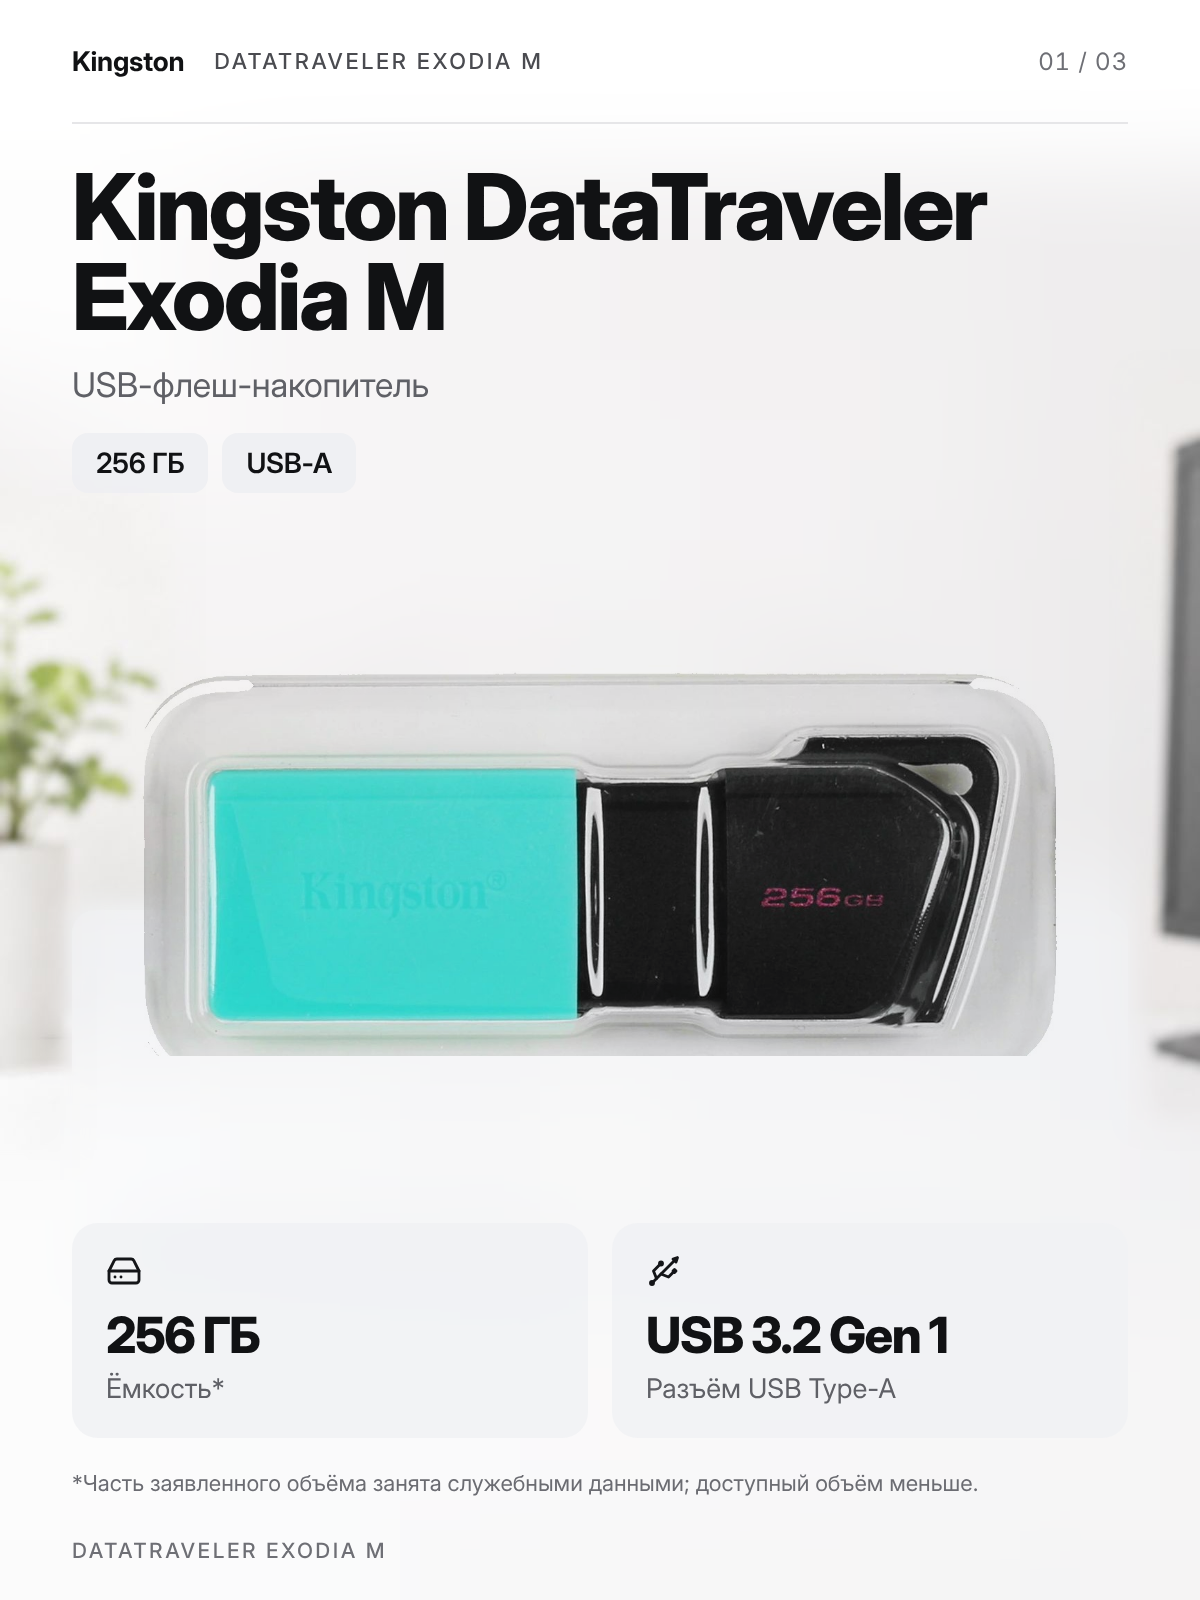 Kingston DATATRAVELER EXODIA M 01 / 03
Kingston DataTraveler
Exodia M
USB-флеш-накопитель
256 ГБ USB-A
Kingston®
256GB
256 ГБ
Ёмкость*
USB 3.2 Gen 1
Разъём USB Type-A
*Часть заявленного объёма занята служебными данными; доступный объём меньше.
DATATRAVELER EXODIA M